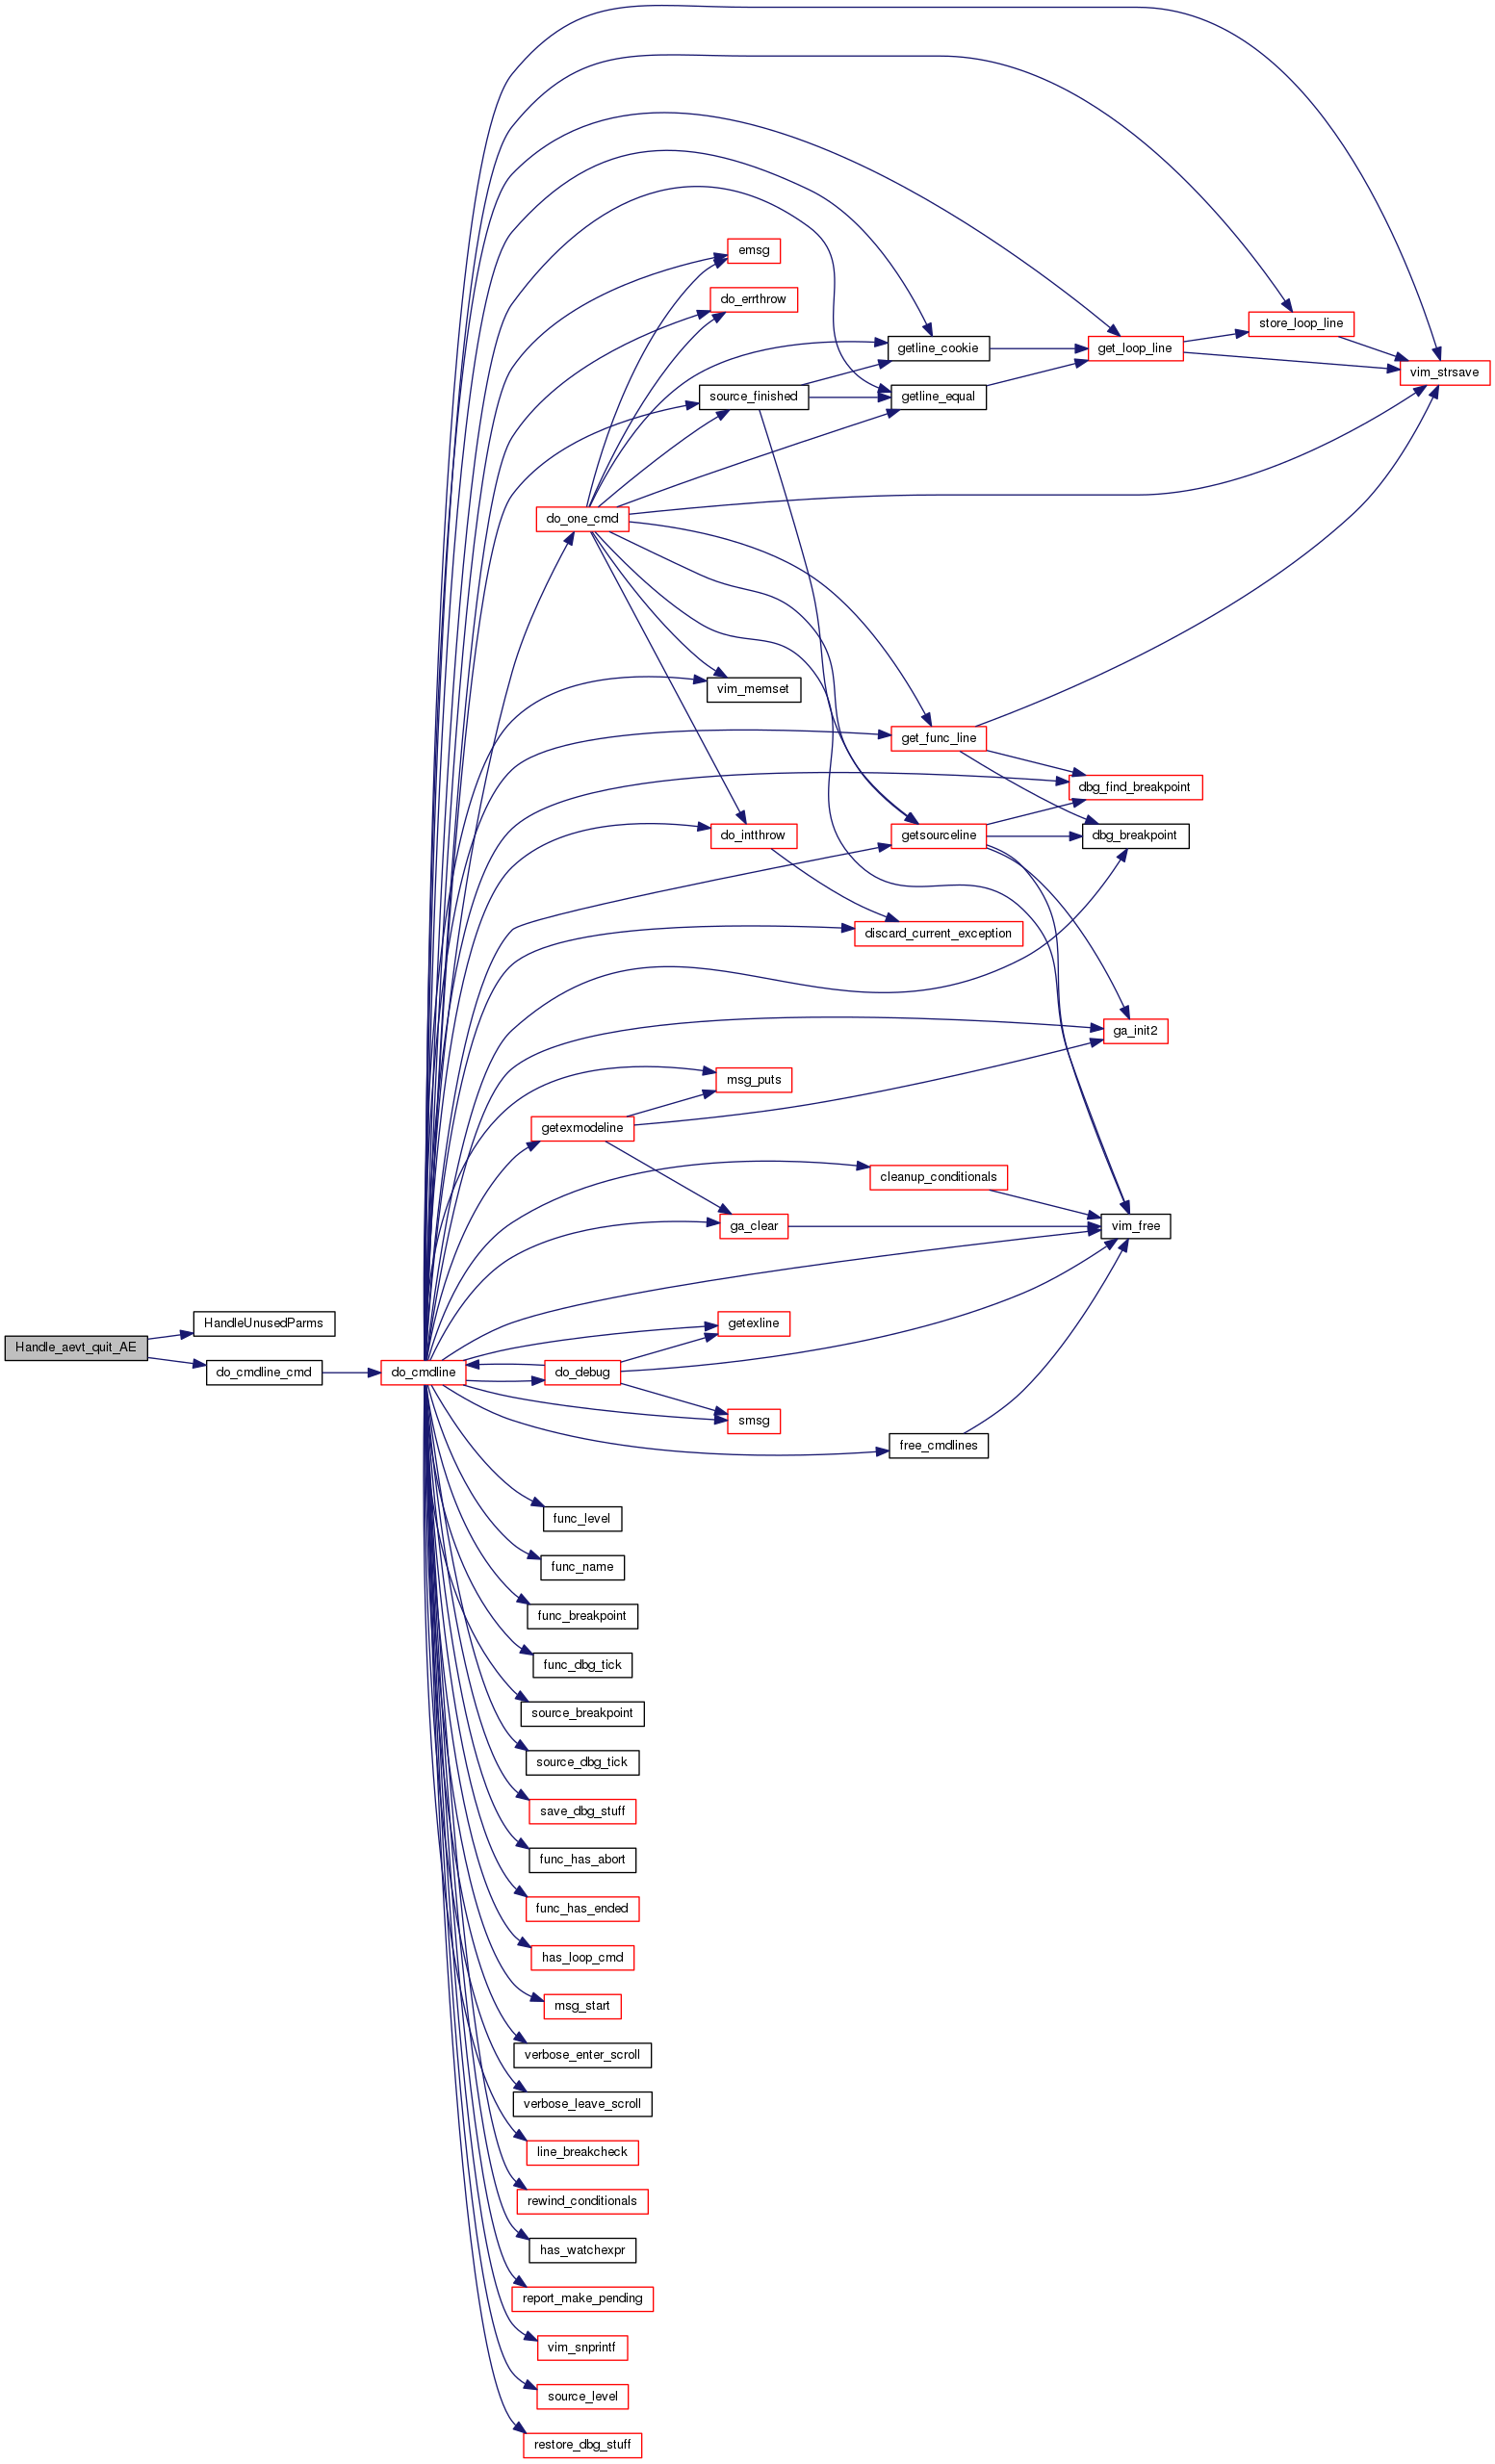 emsg
do_errthrow
store_loop_line
getline_cookie
get_loop_line
vim_strsave
source_finished
getline_equal
do_one_cmd
vim_memset
get_func_line
dbg_find_breakpoint
do_intthrow
getsourceline
dbg_breakpoint
discard_current_exception
ga_init2
msg_puts
getexmodeline
cleanup_conditionals
ga_clear
vim_free
HandleUnusedParms
getexline
Handle_aevt_quit_AE
do_cmdline_cmd
do_cmdline
do_debug
smsg
free_cmdlines
func_level
func_name
func_breakpoint
func_dbg_tick
source_breakpoint
source_dbg_tick
save_dbg_stuff
func_has_abort
func_has_ended
has_loop_cmd
msg_start
verbose_enter_scroll
verbose_leave_scroll
line_breakcheck
rewind_conditionals
has_watchexpr
report_make_pending
vim_snprintf
source_level
restore_dbg_stuff